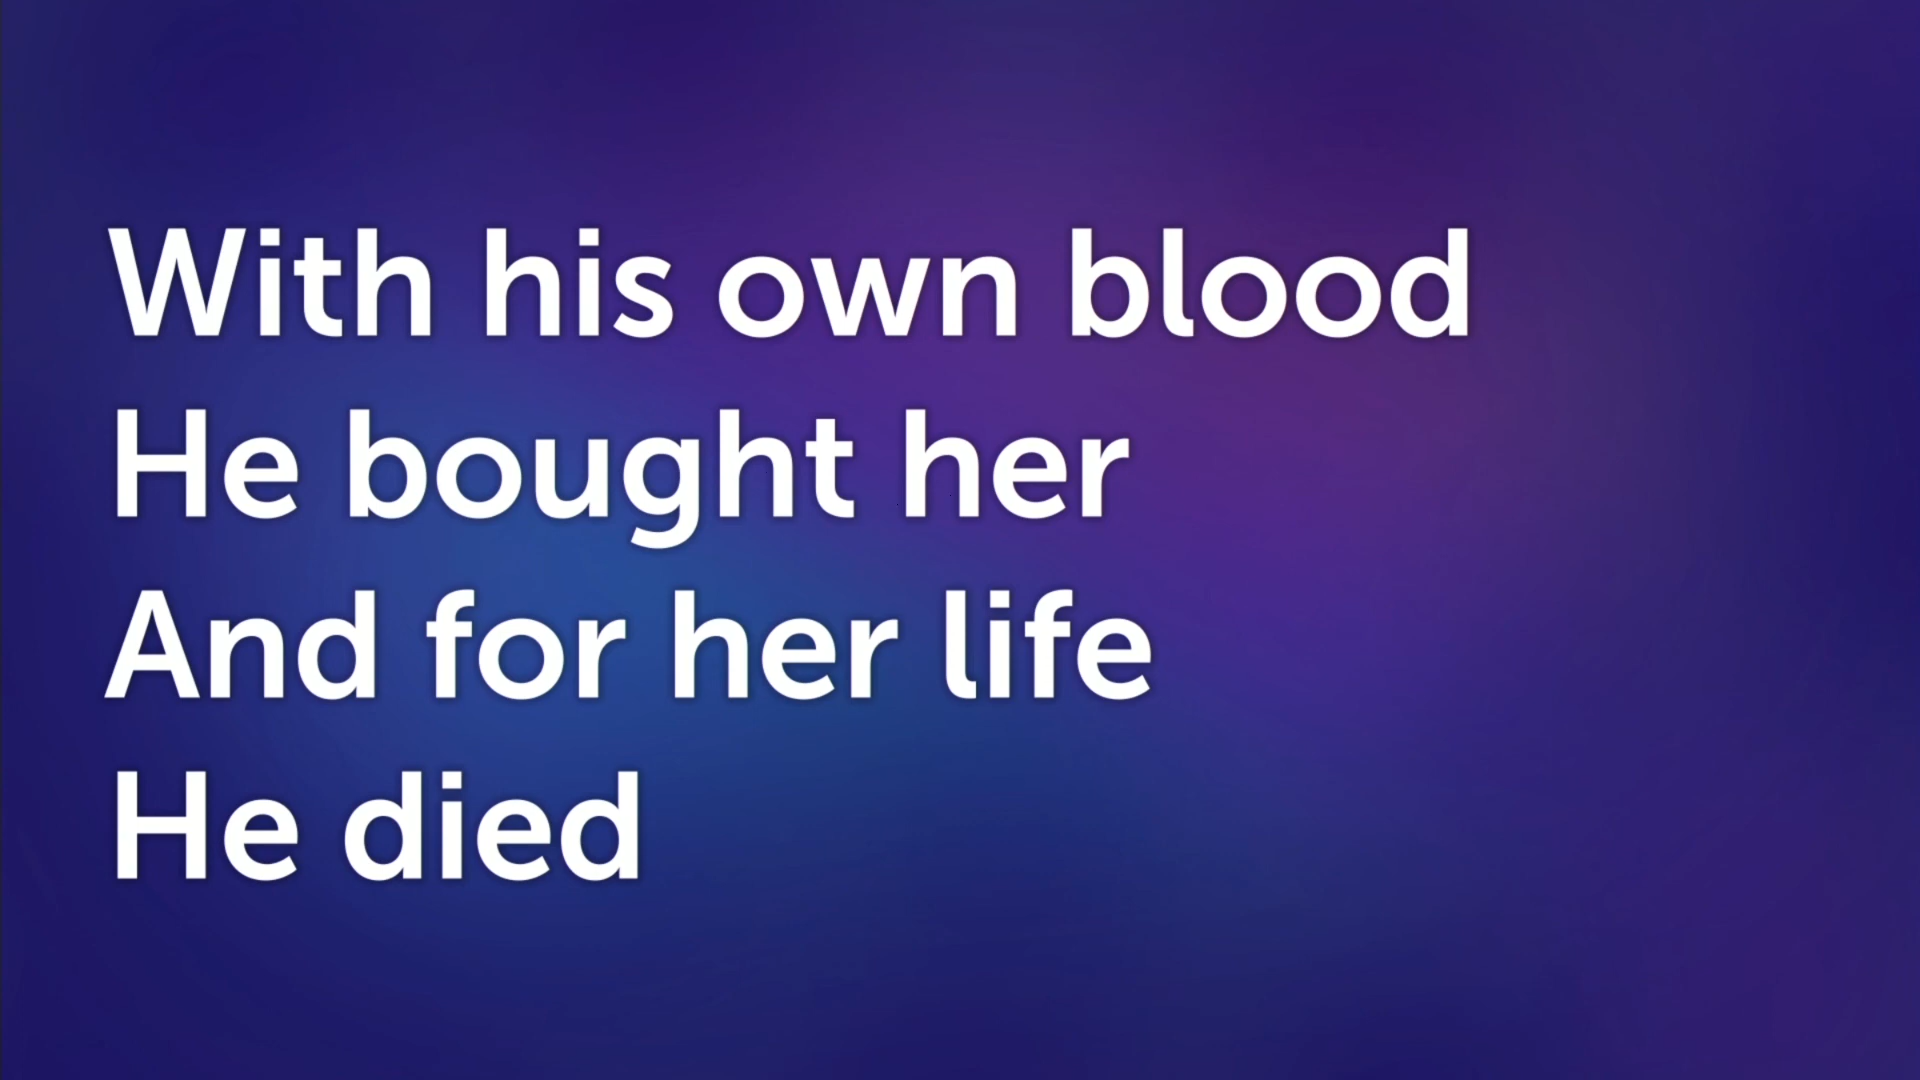 With his own blood
He bought her
And for her life
He died